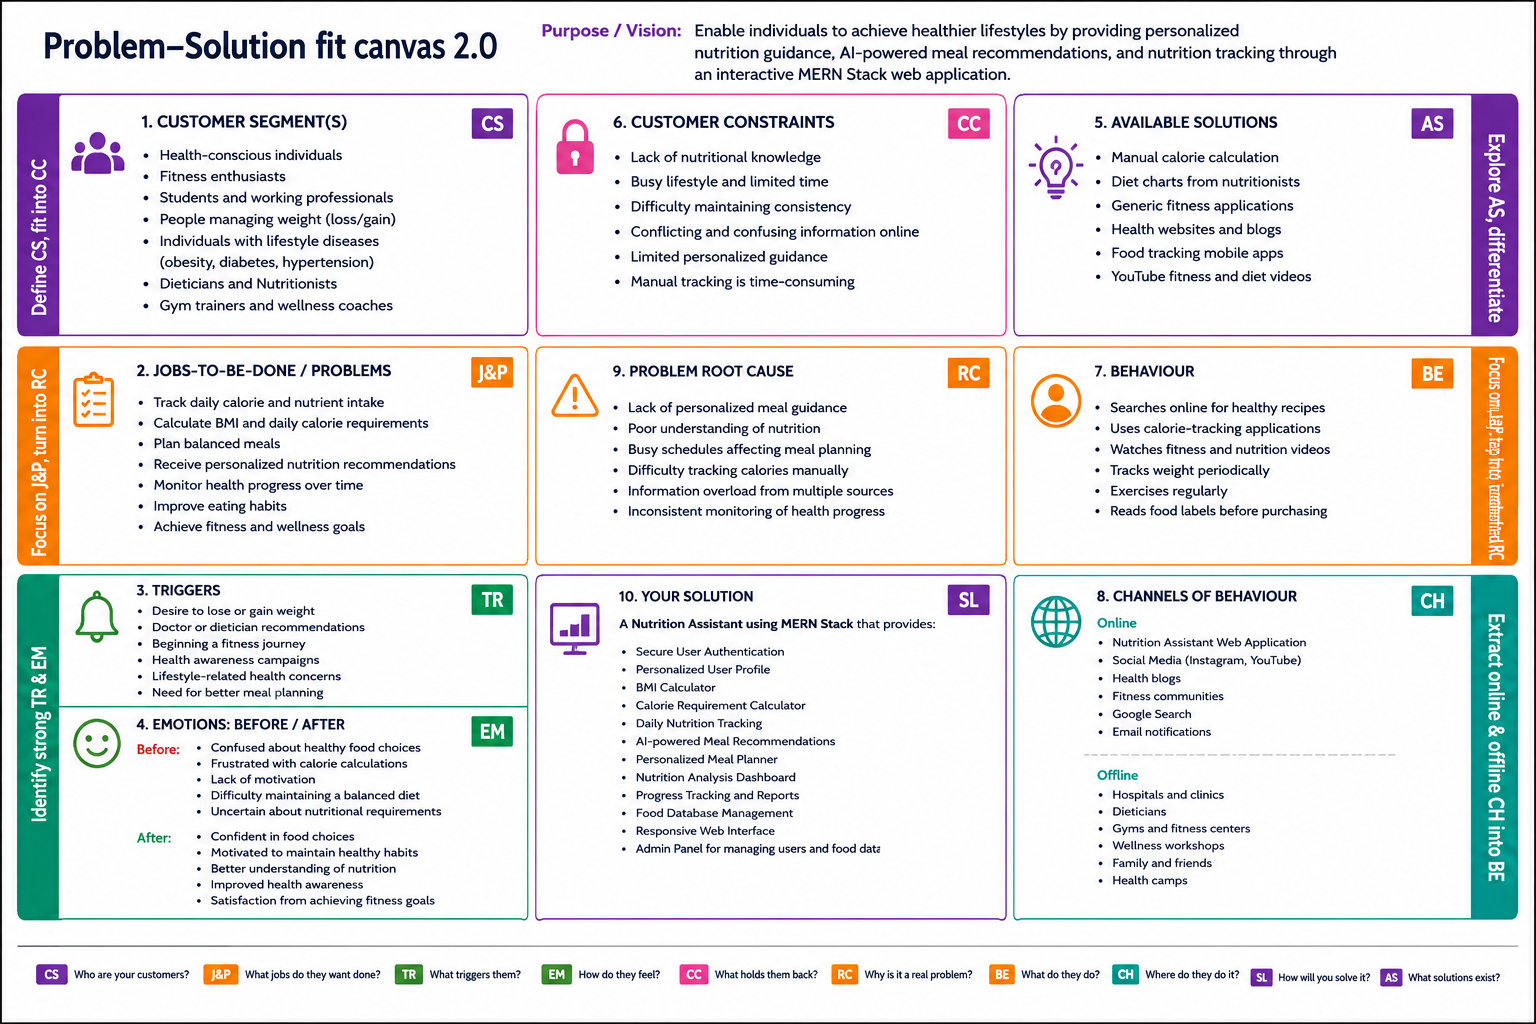 Problem–Solution fit canvas 2.0
Purpose / Vision:
Enable individuals to achieve healthier lifestyles by providing personalized
nutrition guidance, AI-powered meal recommendations, and nutrition tracking through
an interactive MERN Stack web application.
Define CS, fit into CC
1. CUSTOMER SEGMENT(S)
CS
• Health-conscious individuals
• Fitness enthusiasts
• Students and working professionals
• People managing weight (loss/gain)
• Individuals with lifestyle diseases
(obesity, diabetes, hypertension)
• Dieticians and Nutritionists
• Gym trainers and wellness coaches
6. CUSTOMER CONSTRAINTS
CC
• Lack of nutritional knowledge
• Busy lifestyle and limited time
• Difficulty maintaining consistency
• Conflicting and confusing information online
• Limited personalized guidance
• Manual tracking is time-consuming
5. AVAILABLE SOLUTIONS
AS
• Manual calorie calculation
• Diet charts from nutritionists
• Generic fitness applications
• Health websites and blogs
• Food tracking mobile apps
• YouTube fitness and diet videos
Explore AS, differentiate
Focus on J&P, turn into RC
2. JOBS-TO-BE-DONE / PROBLEMS
J&P
• Track daily calorie and nutrient intake
• Calculate BMI and daily calorie requirements
• Plan balanced meals
• Receive personalized nutrition recommendations
• Monitor health progress over time
• Improve eating habits
• Achieve fitness and wellness goals
9. PROBLEM ROOT CAUSE
RC
• Lack of personalized meal guidance
• Poor understanding of nutrition
• Busy schedules affecting meal planning
• Difficulty tracking calories manually
• Information overload from multiple sources
• Inconsistent monitoring of health progress
7. BEHAVIOUR
BE
• Searches online for healthy recipes
• Uses calorie-tracking applications
• Watches fitness and nutrition videos
• Tracks weight periodically
• Exercises regularly
• Reads food labels before purchasing
Focus RC
Identify strong TR & EM
3. TRIGGERS
TR
• Desire to lose or gain weight
• Doctor or dietician recommendations
• Beginning a fitness journey
• Health awareness campaigns
• Lifestyle-related health concerns
• Need for better meal planning
4. EMOTIONS: BEFORE / AFTER
EM
Before:
• Confused about healthy food choices
• Frustrated with calorie calculations
• Lack of motivation
• Difficulty maintaining a balanced diet
• Uncertain about nutritional requirements
After:
• Confident in food choices
• Motivated to maintain healthy habits
• Better understanding of nutrition
• Improved health awareness
• Satisfaction from achieving fitness goals
10. YOUR SOLUTION
SL
A Nutrition Assistant using MERN Stack that provides:
• Secure User Authentication
• Personalized User Profile
• BMI Calculator
• Calorie Requirement Calculator
• Daily Nutrition Tracking
• AI-powered Meal Recommendations
• Personalized Meal Planner
• Nutrition Analysis Dashboard
• Progress Tracking and Reports
• Food Database Management
• Responsive Web Interface
• Admin Panel for managing users and food data
8. CHANNELS OF BEHAVIOUR
CH
Online
• Nutrition Assistant Web Application
• Social Media (Instagram, YouTube)
• Health blogs
• Fitness communities
• Google Search
• Email notifications
Offline
• Hospitals and clinics
• Dieticians
• Gyms and fitness centers
• Wellness workshops
• Family and friends
• Health camps
Extract online & offline CH into BE
CS Who are your customers?
J&P What jobs do they want done?
TR What triggers them?
EM How do they feel?
CC What holds them back?
RC Why is it a real problem?
BE What do they do?
CH Where do they do it?
SL How will you solve it?
AS What solutions exist?